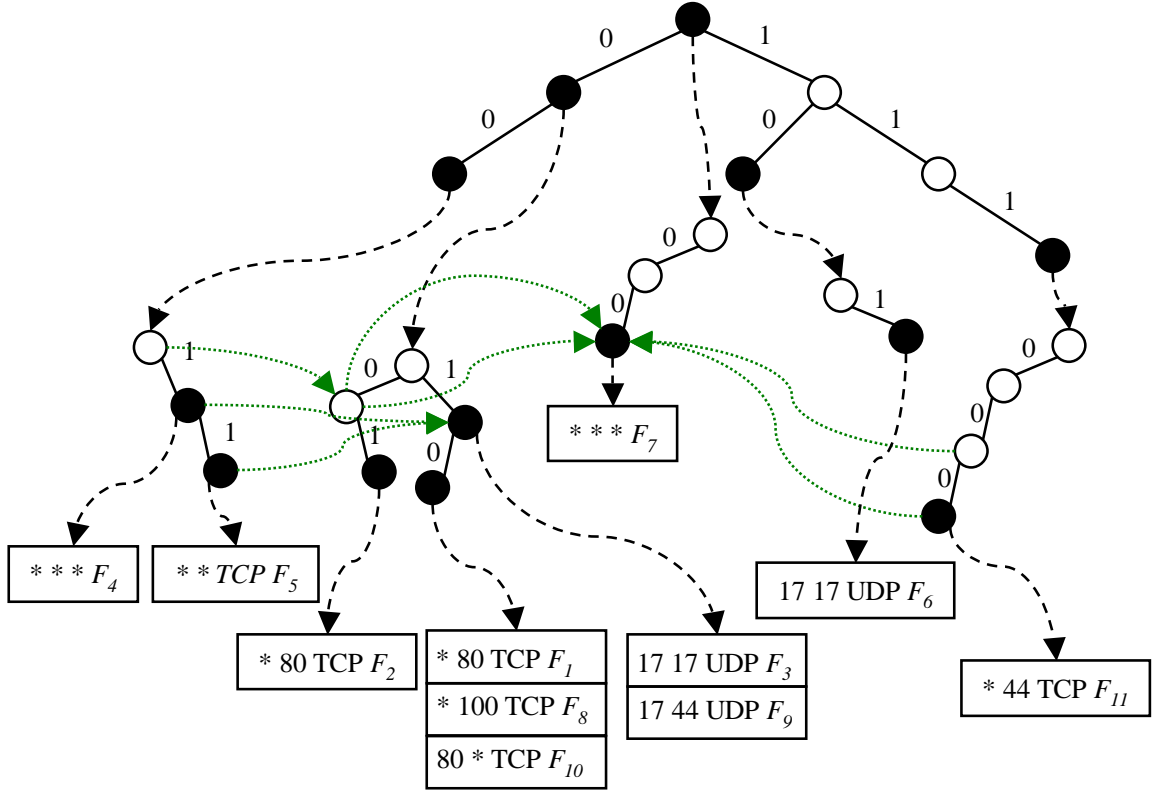 0
1
0
0
1
1
0
0
1
0
1
0
1
0
0
1
1
0
0
* * * F7
* * * F4
* * TCP F5
17 17 UDP F6
* 80 TCP F2
* 80 TCP F1
* 100 TCP F8
80 * TCP F10
17 17 UDP F3
17 44 UDP F9
* 44 TCP F11